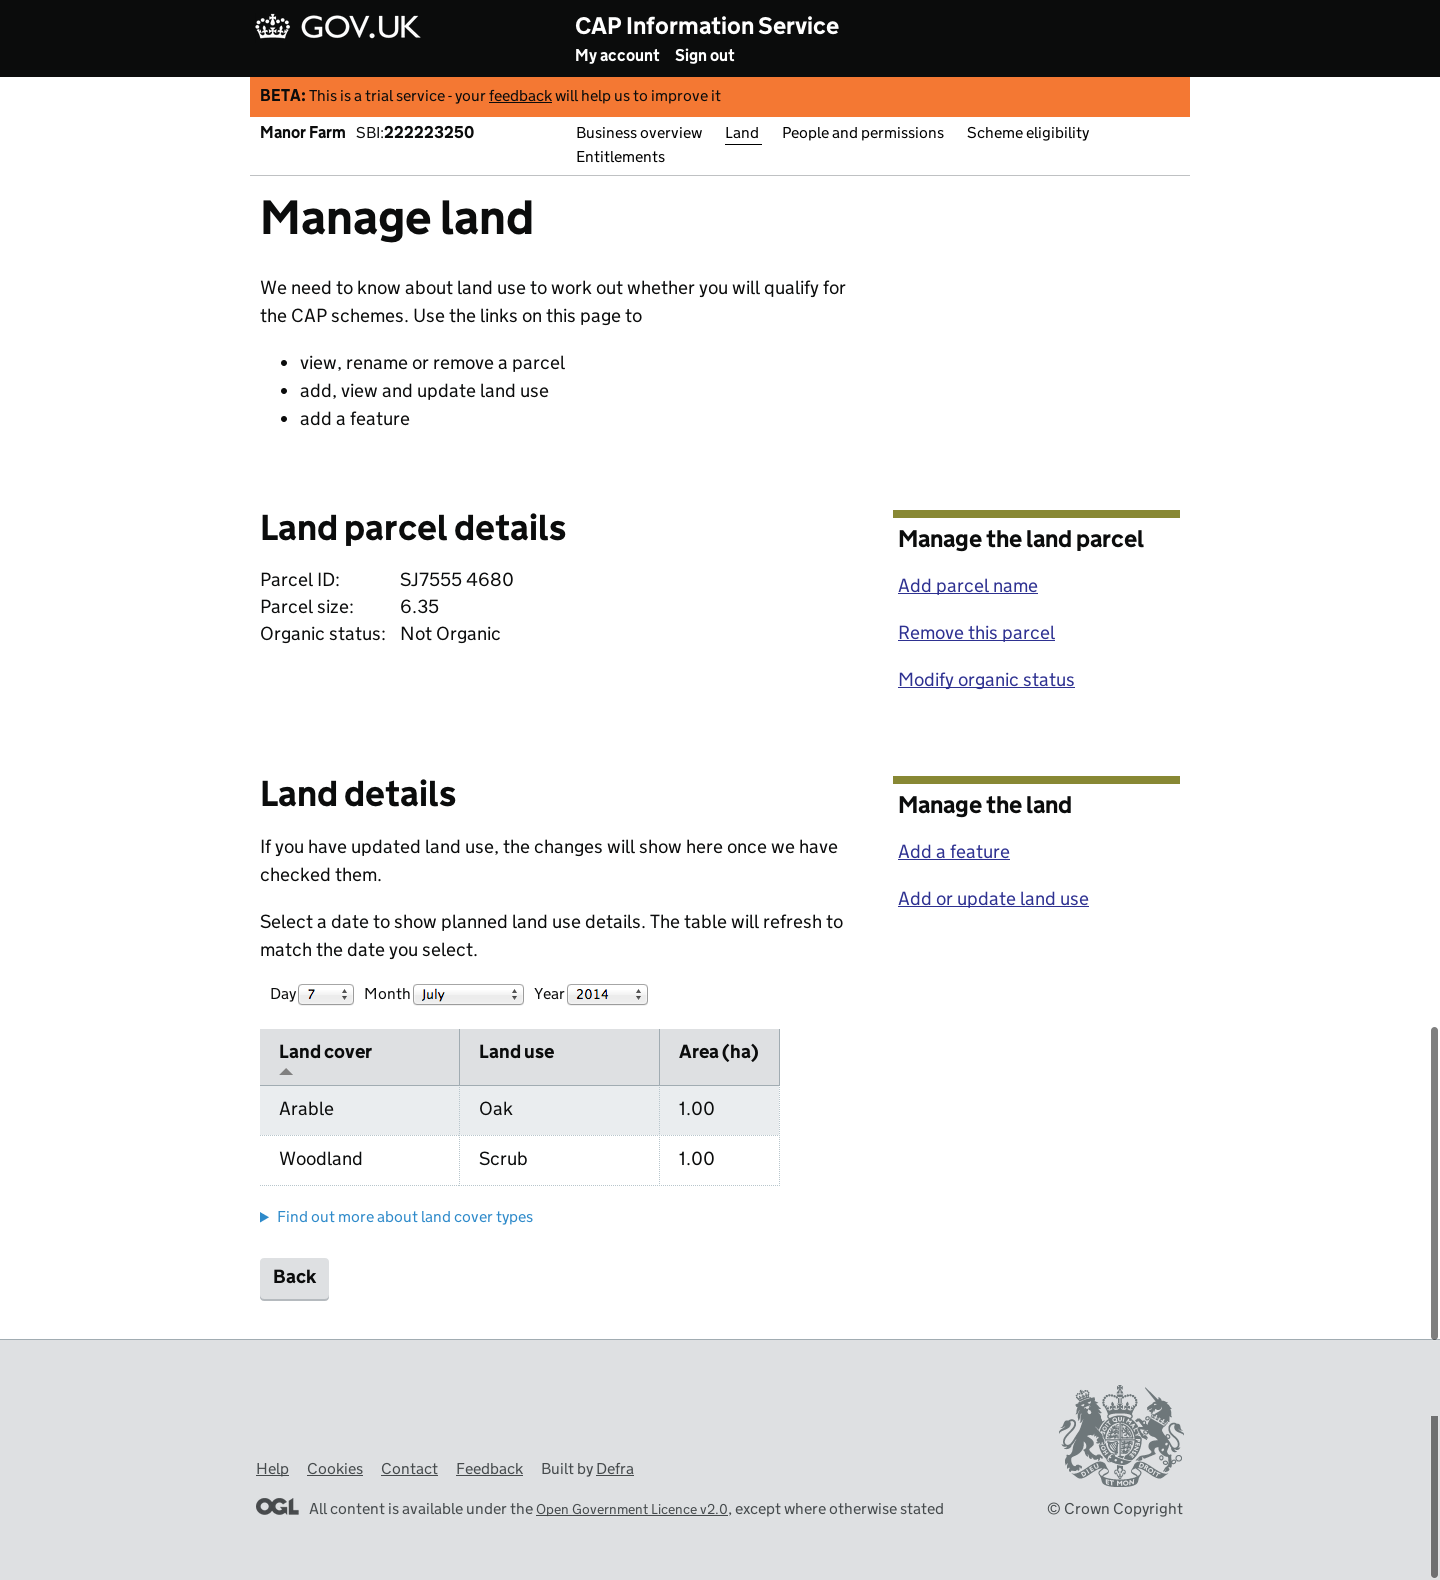 GOV.UK
CAP Information Service
My account Sign out
BETA: This is a trial service - your feedback will help us to improve it
Manor Farm SBI:222223250
Business overview Land People and permissions Scheme eligibility
Entitlements
Manage land
We need to know about land use to work out whether you will qualify for
the CAP schemes. Use the links on this page to
• view, rename or remove a parcel
• add, view and update land use
• add a feature
Land parcel details
Parcel ID: SJ7555 4680
Parcel size: 6.35
Organic status: Not Organic
Manage the land parcel
Add parcel name
Remove this parcel
Modify organic status
Land details
If you have updated land use, the changes will show here once we have
checked them.
Select a date to show planned land use details. The table will refresh to
match the date you select.
Day 7 Month July Year 2014
Land cover Land use Area (ha)
Arable Oak 1.00
Woodland Scrub 1.00
Find out more about land cover types
Back
Manage the land
Add a feature
Add or update land use
Help Cookies Contact Feedback Built by Defra
OGL All content is available under the Open Government Licence v2.0, except where otherwise stated
DIEU ET MON DROIT
© Crown Copyright